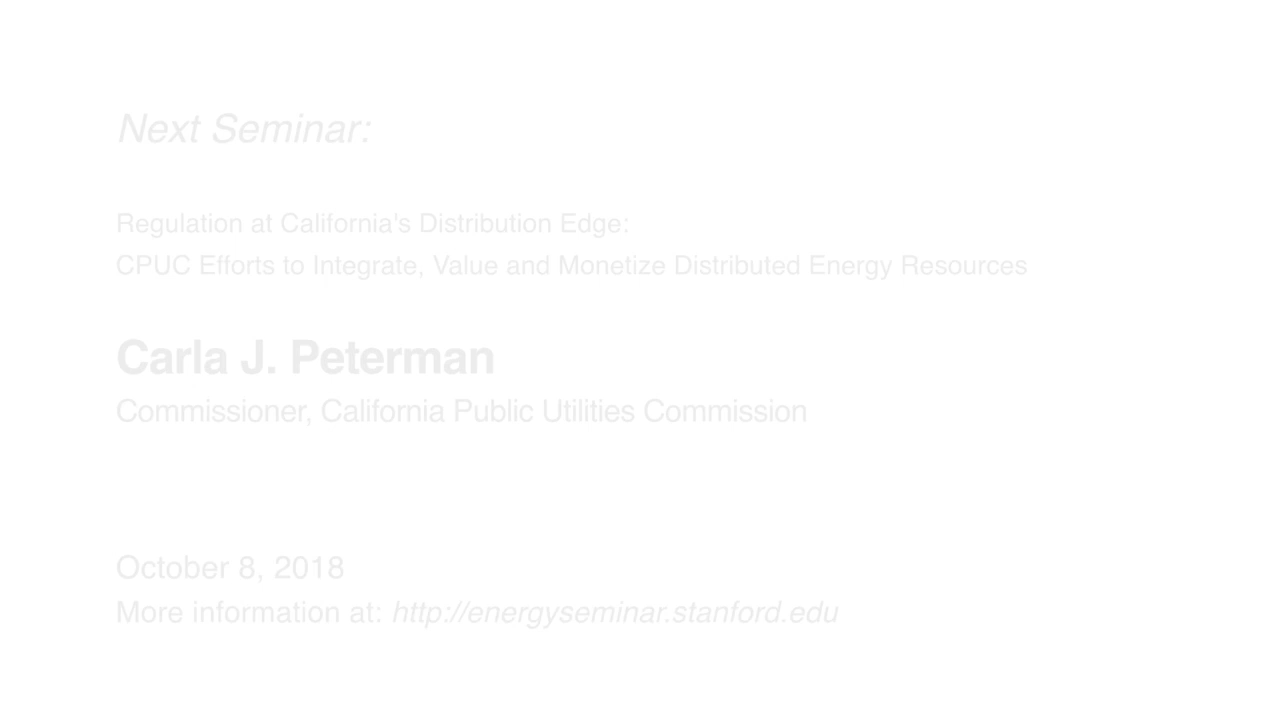 Next Seminar:
Regulation at California's Distribution Edge:
CPUC Efforts to Integrate, Value and Monetize Distributed Energy Resources
Carla J. Peterman
Commissioner, California Public Utilities Commission
October 8, 2018
More information at: http://energyseminar.stanford.edu